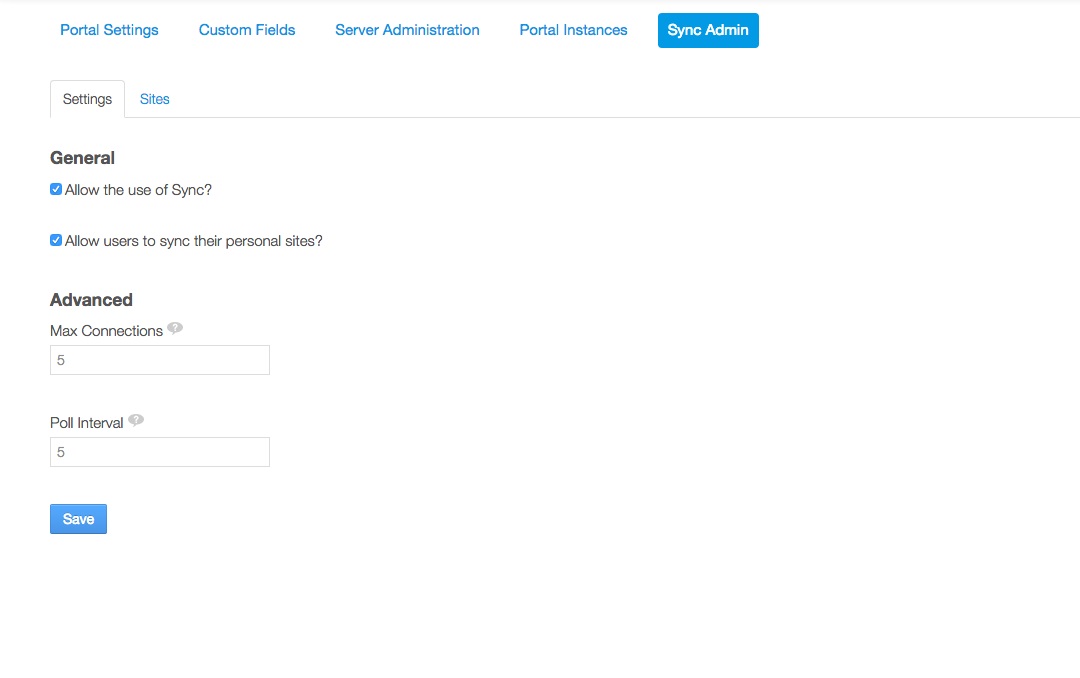 Portal Settings Custom Fields Server Administration Portal Instances Sync Admin
Settings Sites
General
Allow the use of Sync?
Allow users to sync their personal sites?
Advanced
Max Connections ?
5
Poll Interval ?
5
Save